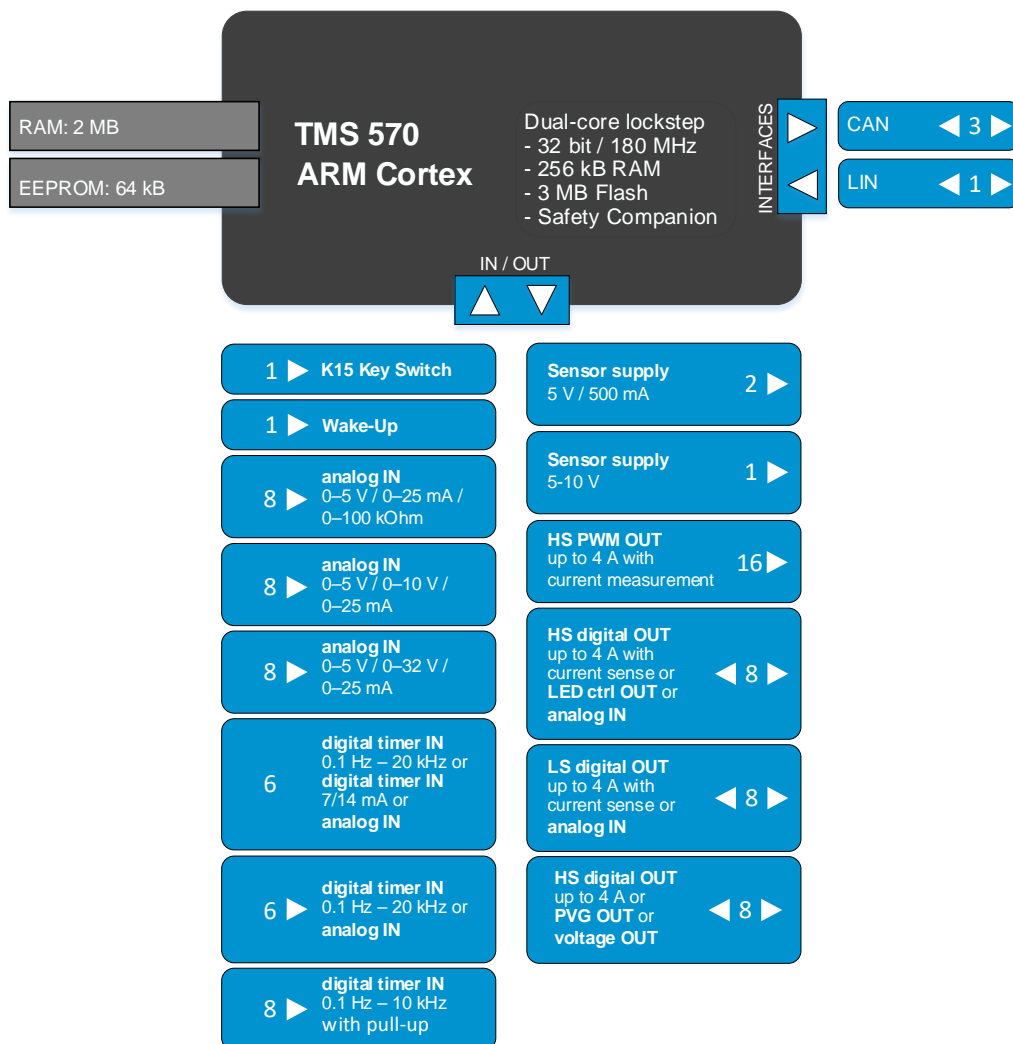 RAM: 2 MB
EEPROM: 64 kB
TMS 570
ARM Cortex
Dual-core lockstep
- 32 bit / 180 MHz
- 256 kB RAM
- 3 MB Flash
- Safety Companion
INTERFACES
CAN 3
LIN 1
IN / OUT
1 K15 Key Switch
1 Wake-Up
8 analog IN
0–5 V / 0–25 mA /
0–100 kOhm
8 analog IN
0–5 V / 0–10 V /
0–25 mA
8 analog IN
0–5 V / 0–32 V /
0–25 mA
6 digital timer IN
0.1 Hz – 20 kHz or
digital timer IN
7/14 mA or
analog IN
6 digital timer IN
0.1 Hz – 20 kHz or
analog IN
8 digital timer IN
0.1 Hz – 10 kHz
with pull-up
Sensor supply
5 V / 500 mA 2
Sensor supply
5-10 V 1
HS PWM OUT
up to 4 A with
current measurement 16
HS digital OUT
up to 4 A with
current sense or 8
LED ctrl OUT or
analog IN
LS digital OUT
up to 4 A with
current sense or 8
analog IN
HS digital OUT
up to 4 A or
PVG OUT or 8
voltage OUT